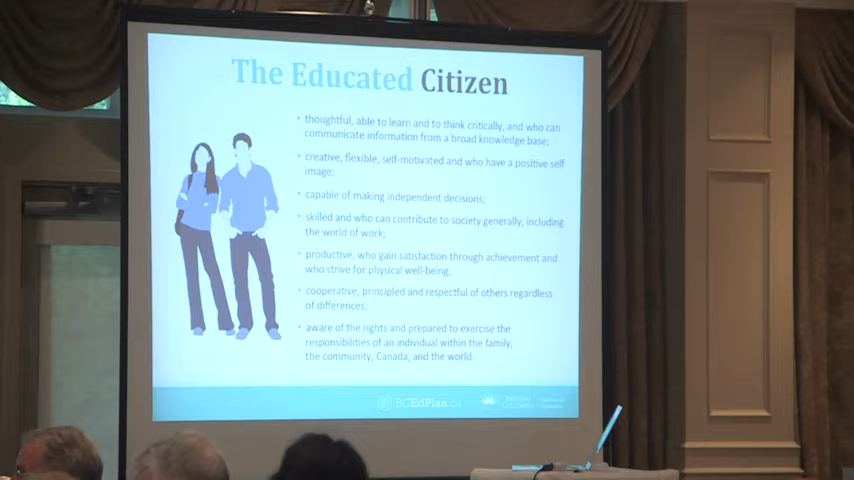 The Educated Citizen
• thoughtful, able to learn and to think critically, and who can
communicate information from a broad knowledge base;
• creative, flexible, self-motivated and who have a positive self
image;
• capable of making independent decisions;
• skilled and who can contribute to society generally, including
the world of work;
• productive, who gain satisfaction through achievement and
who strive for physical well-being;
• cooperative, principled and respectful of others regardless
of differences;
• aware of the rights and prepared to exercise the
responsibilities of an individual within the family,
the community, Canada, and the world.
BCEdPlan.ca
British
Columbia